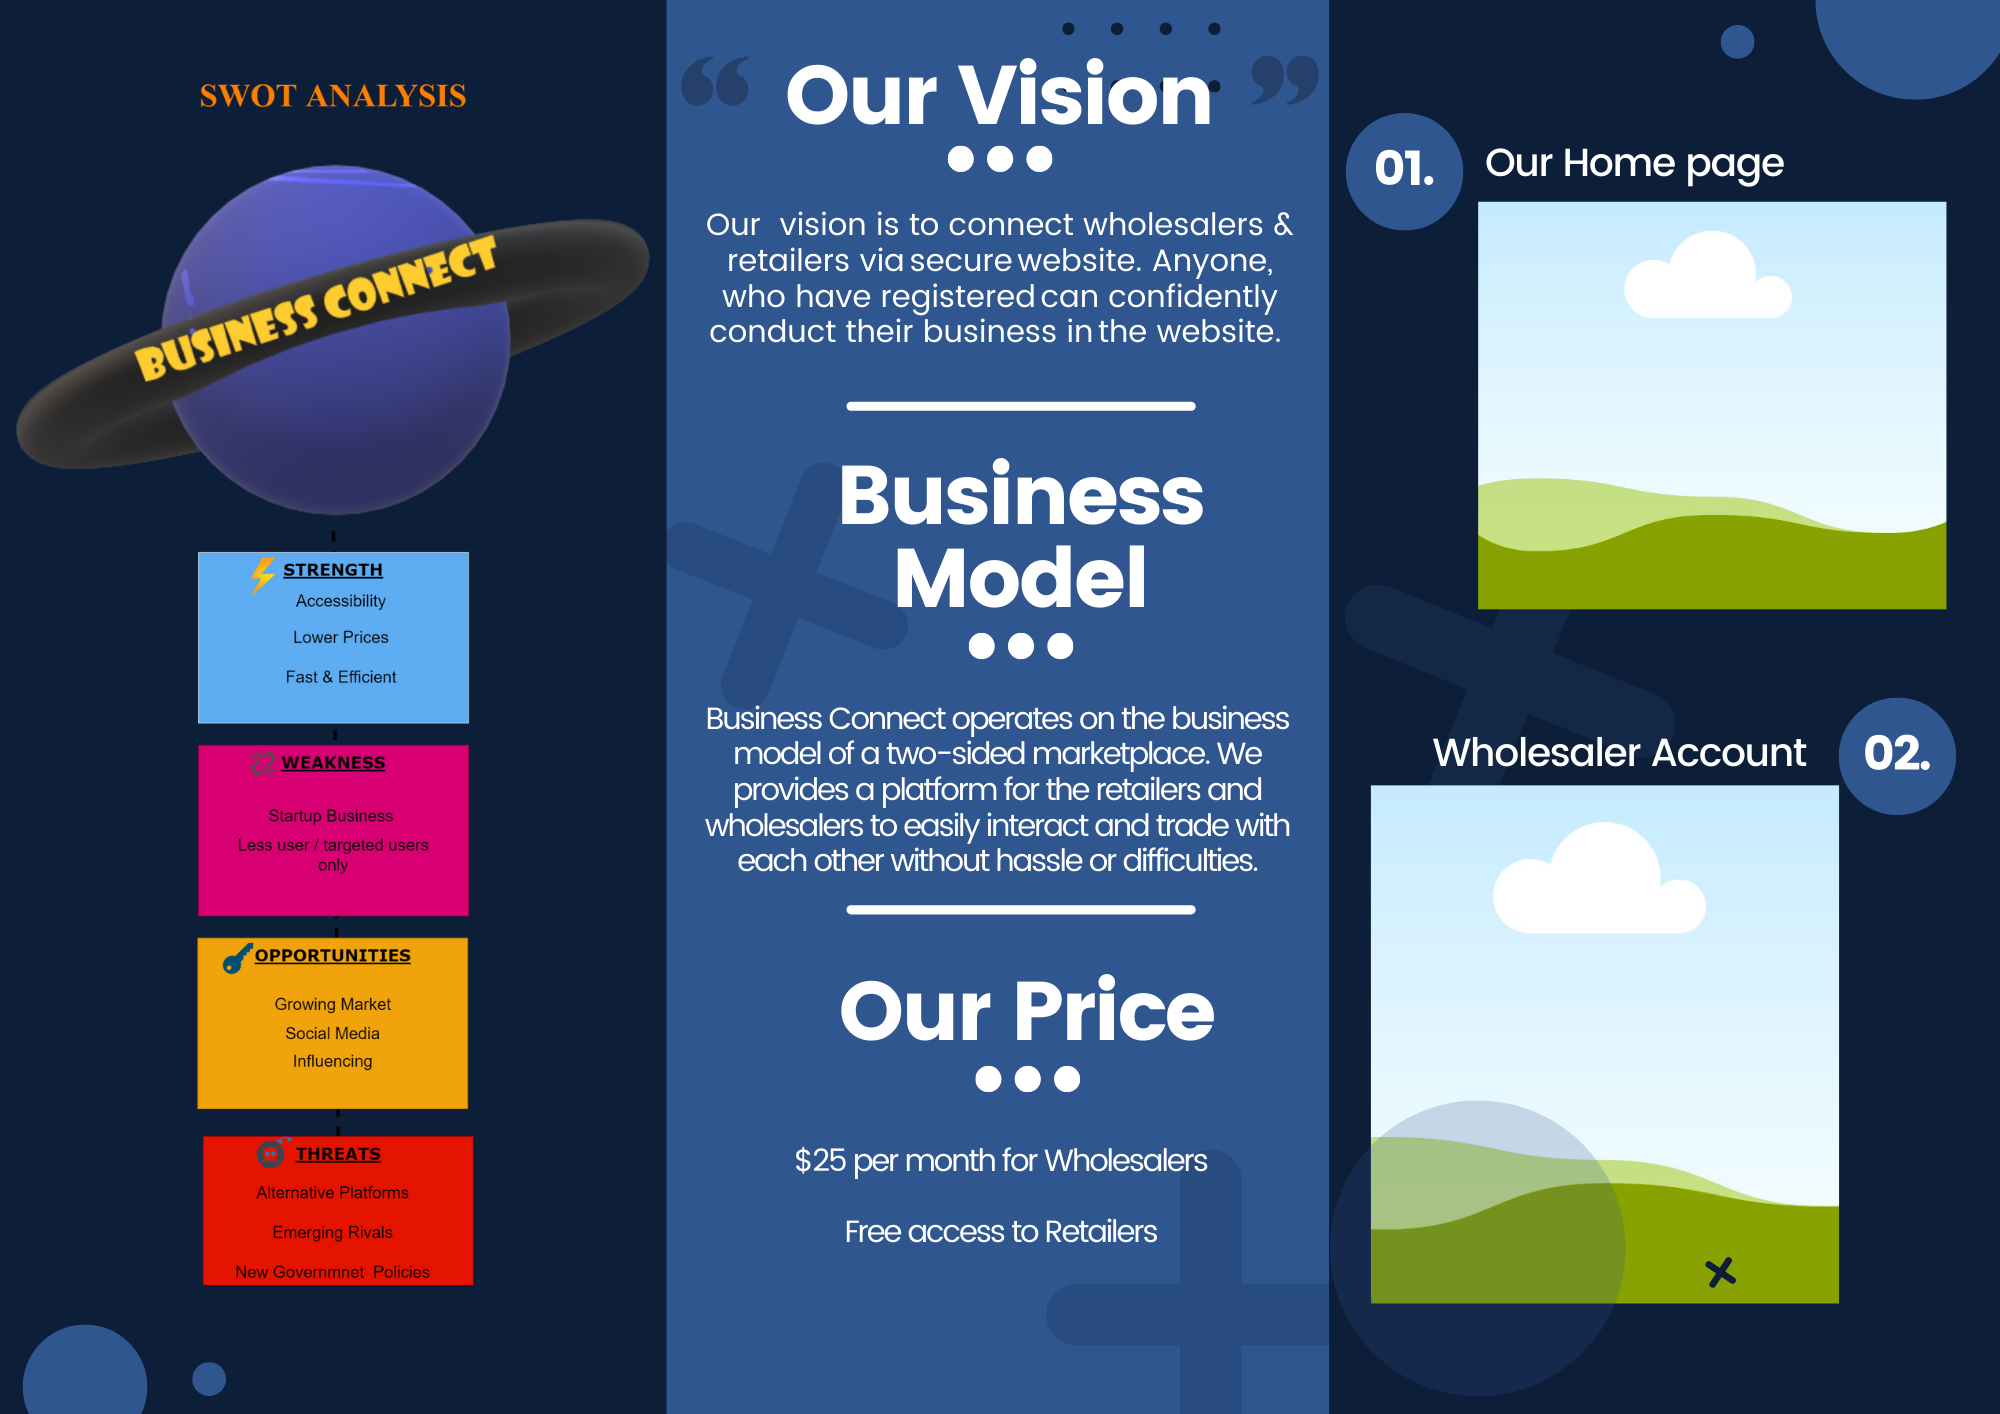 SWOT ANALYSIS
BUSINESS CONNECT
STRENGTH
Accessibility
Lower Prices
Fast & Efficient
WEAKNESS
Startup Business
Less user / targeted users
only
OPPORTUNITIES
Growing Market
Social Media
Influencing
THREATS
Alternative Platforms
Emerging Rivals
New Governmnet Policies
“ Our Vision ”
Our vision is to connect wholesalers &
retailers via secure website. Anyone,
who have registered can confidently
conduct their business in the website.
Business
Model
Business Connect operates on the business
model of a two-sided marketplace. We
provides a platform for the retailers and
wholesalers to easily interact and trade with
each other without hassle or difficulties.
Our Price
$25 per month for Wholesalers
Free access to Retailers
01. Our Home page
Wholesaler Account 02.